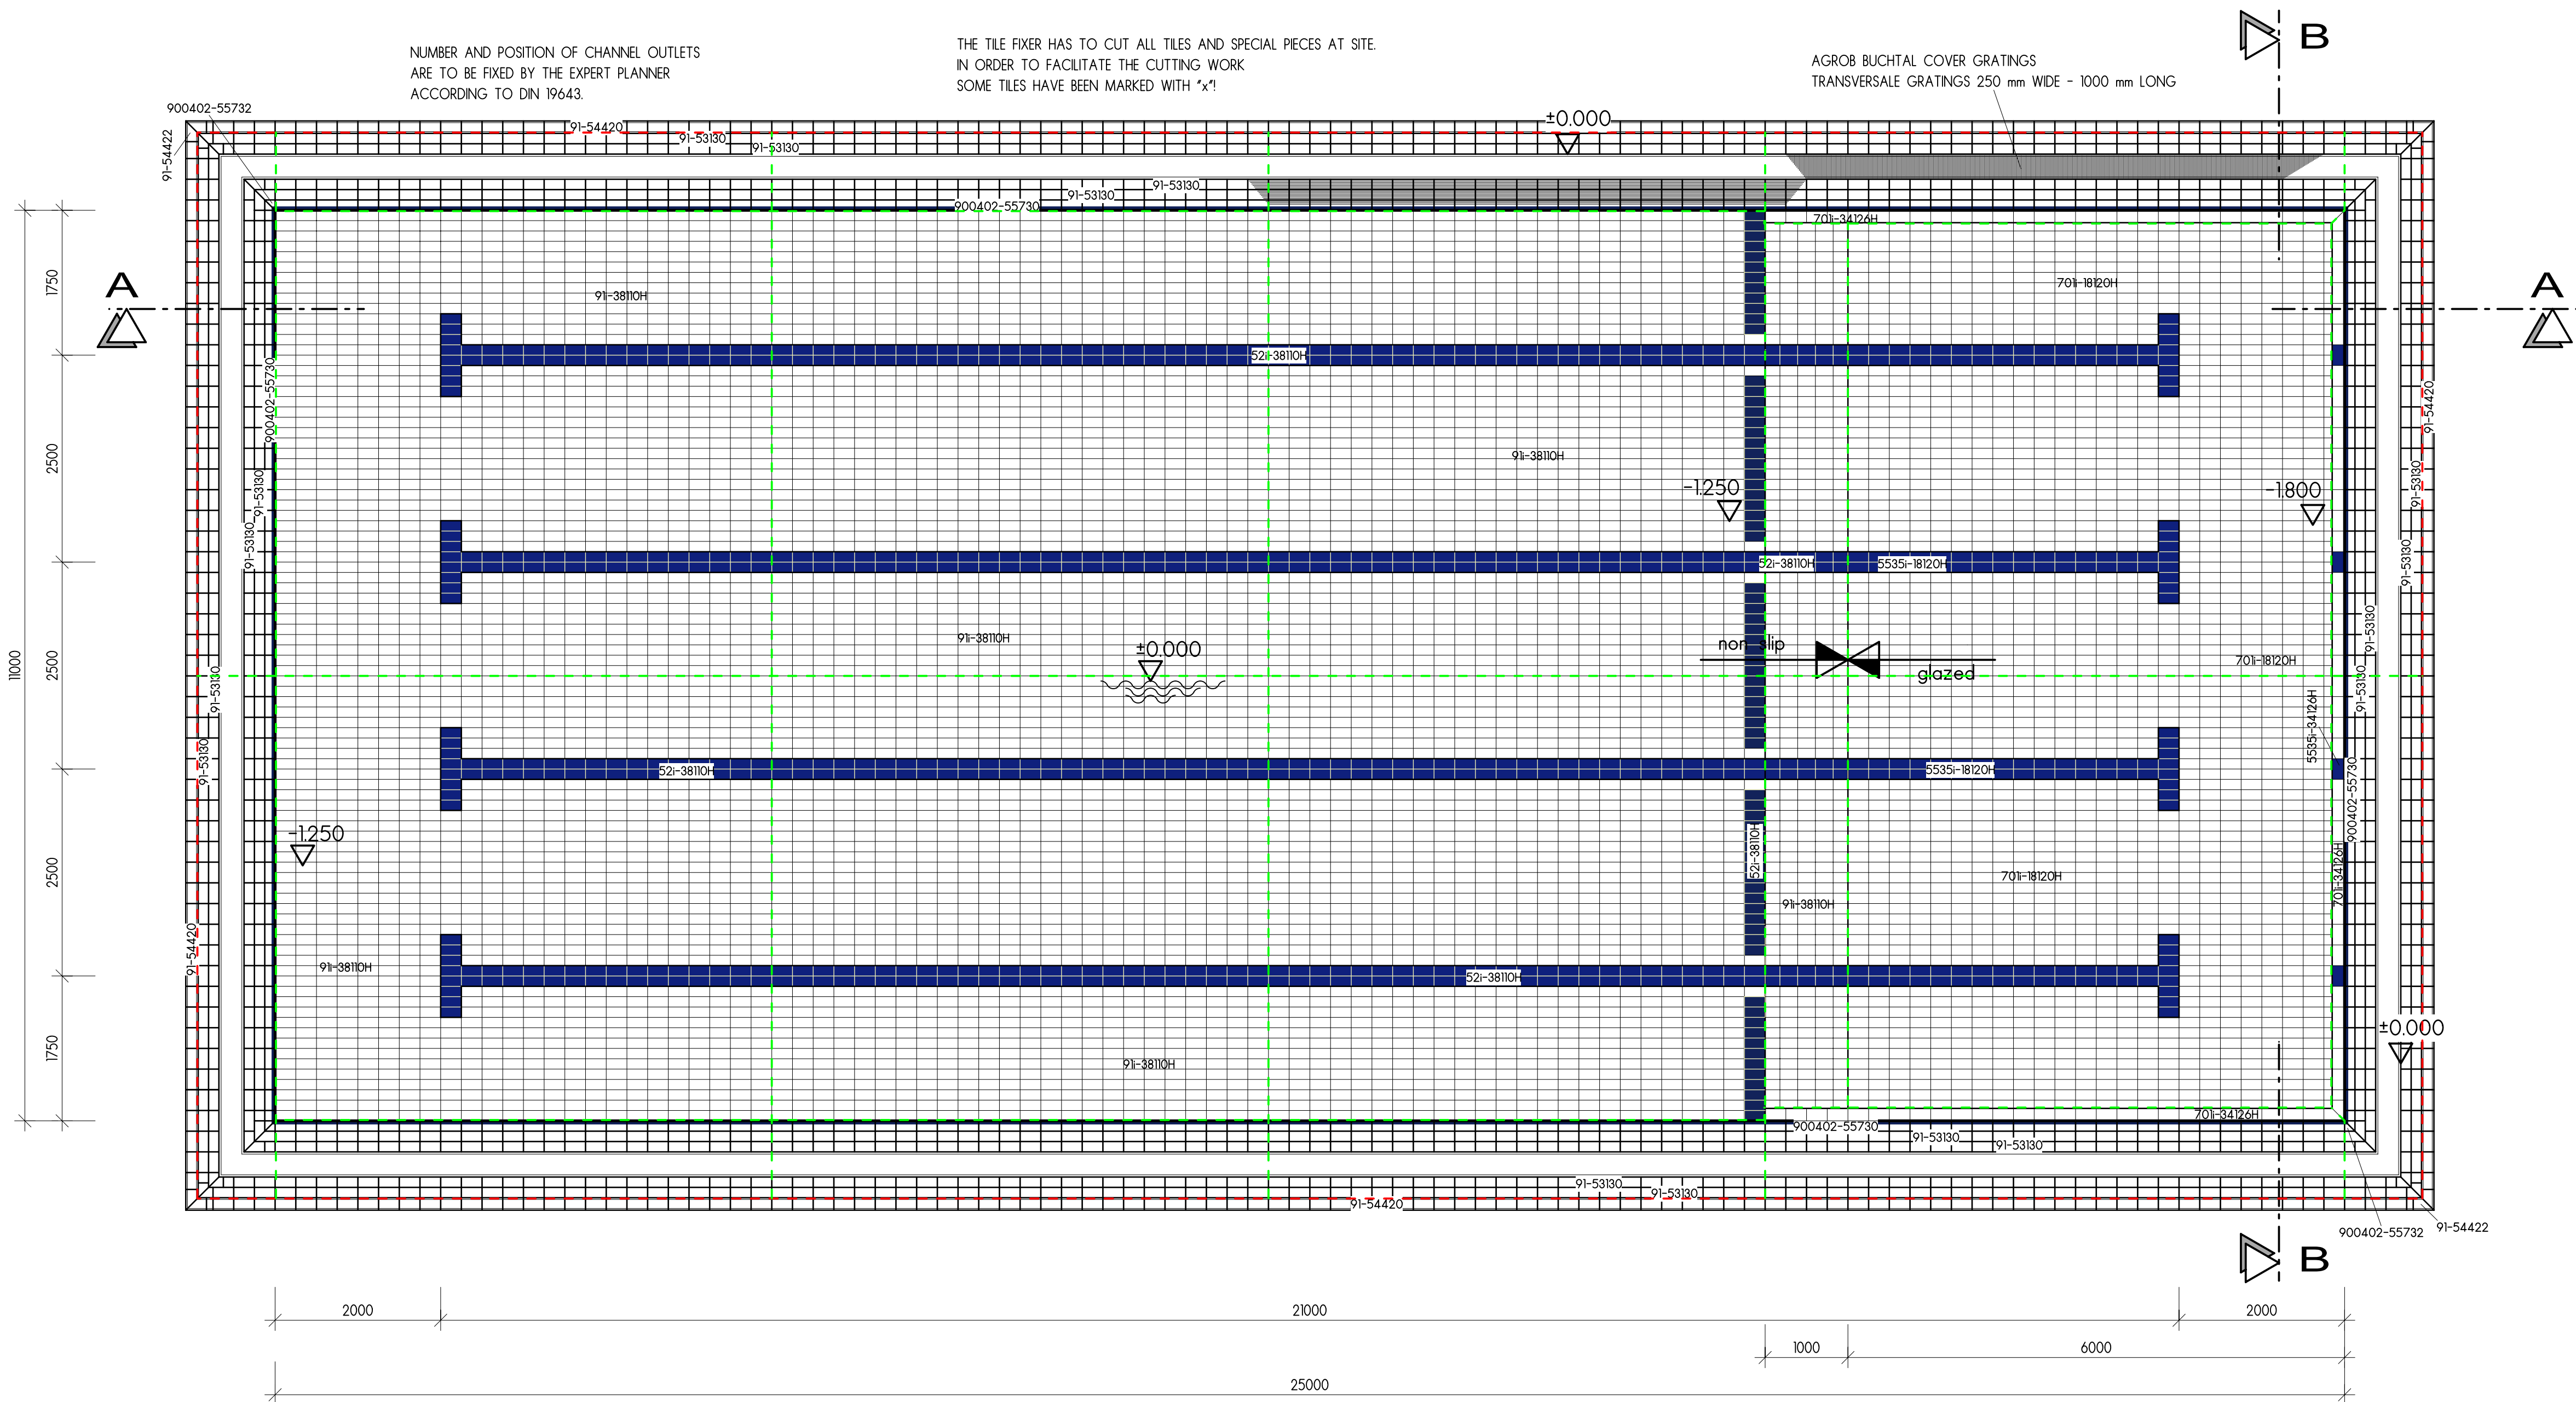 NUMBER AND POSITION OF CHANNEL OUTLETS
ARE TO BE FIXED BY THE EXPERT PLANNER
ACCORDING TO DIN 19643.
THE TILE FIXER HAS TO CUT ALL TILES AND SPECIAL PIECES AT SITE.
IN ORDER TO FACILITATE THE CUTTING WORK
SOME TILES HAVE BEEN MARKED WITH "x"!
AGROB BUCHTAL COVER GRATINGS
TRANSVERSALE GRATINGS 250 mm WIDE - 1000 mm LONG
B
900402-55732
91-54422
91-54420
91-53130
91-53130
±0.000
91-53130
91-53130
900402-55730
701i-34126H
A
A
1750
91i-38110H
701i-18120H
52i-38110H
900402-55730
91-54420
2500
91i-38110H
-1.250
-1.800
91-53130
91-53130
91-53130
91-53130
52i-38110H
5535i-18120H
11000
2500
91i-38110H
±0.000
non slip
glazed
701i-18120H
91-53130
91-53130
91-53130
91-53130
5535i-34126H
52i-38110H
5535i-18120H
900402-55730
-1.250
2500
52i-38110H
701i-18120H
701i-34126H
91i-38110H
91-54420
91i-38110H
52i-38110H
±0.000
1750
91i-38110H
701i-34126H
900402-55730
91-53130
91-53130
91-53130
91-53130
91-54420
91-54422
900402-55732
B
2000
21000
2000
1000
6000
25000